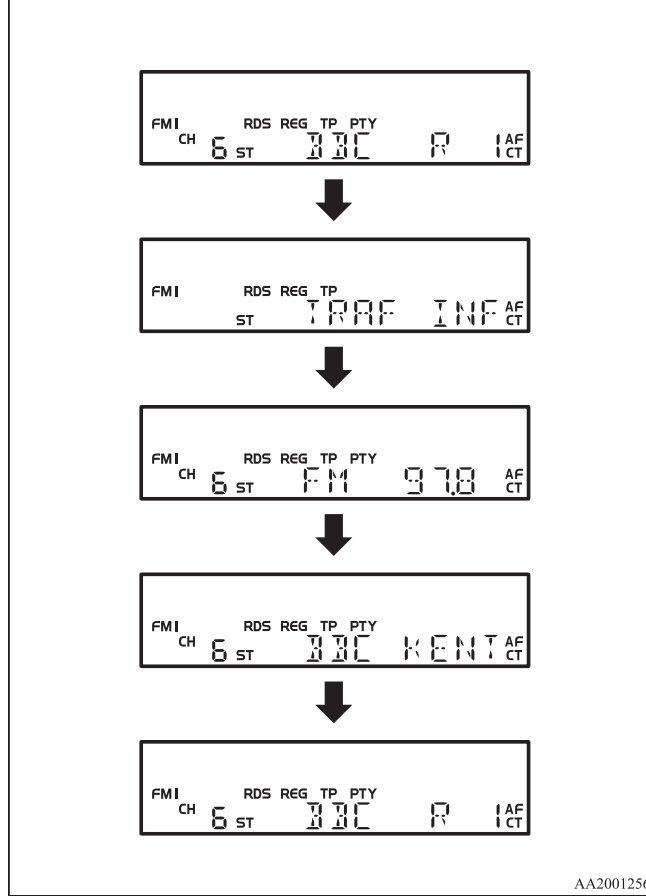 FM1 RDS REG TP PTY
CH 6 ST BBC R 1 AF CT
FM1 RDS REG TP
ST TRAF INF AF CT
FM1 RDS REG TP PTY
CH 6 ST FM 97.8 AF CT
FM1 RDS REG TP PTY
CH 6 ST BBC KENT AF CT
FM1 RDS REG TP PTY
CH 6 ST BBC R 1 AF CT
AA2001256